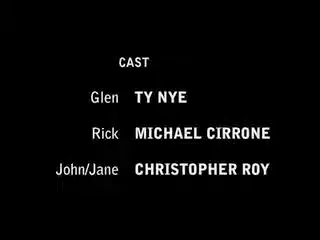 CAST
Glen TY NYE
Rick MICHAEL CIRRONE
John/Jane CHRISTOPHER ROY